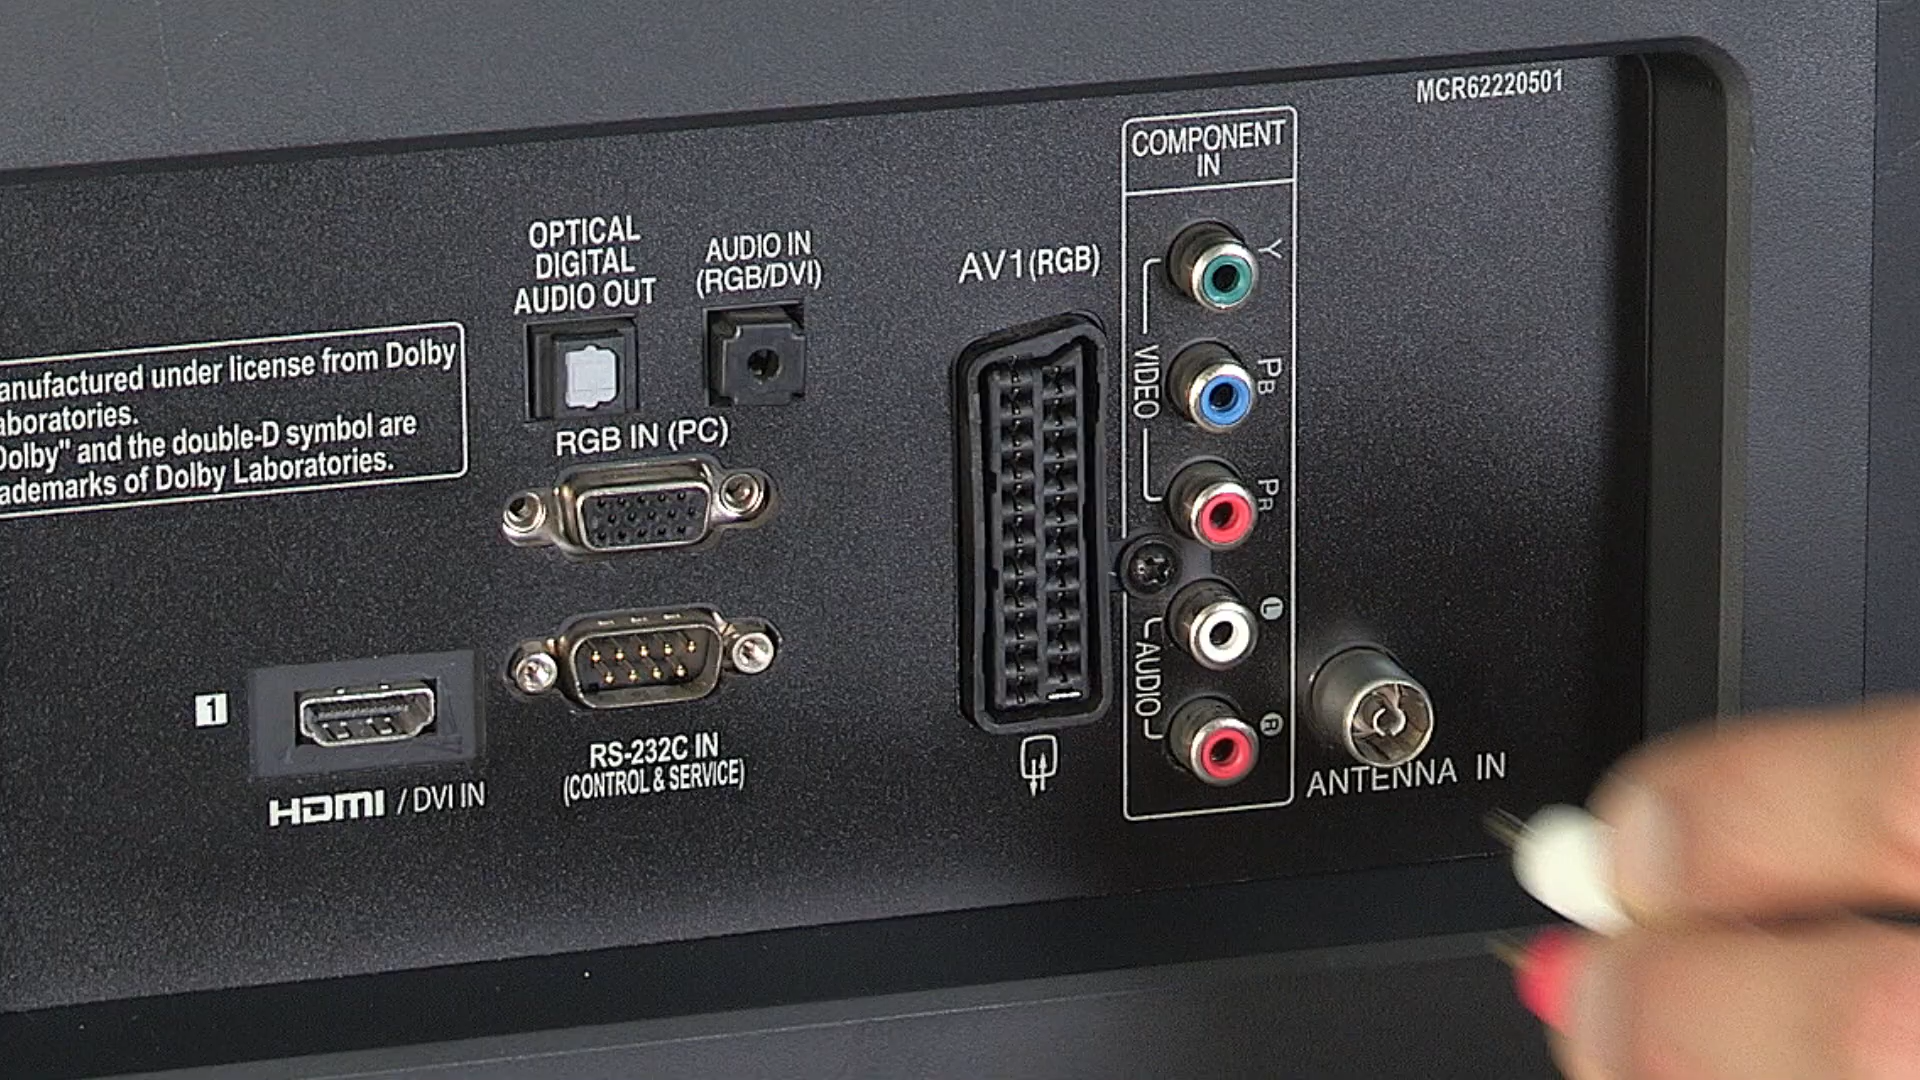 MCR62220501
COMPONENT
IN
OPTICAL
DIGITAL
AUDIO OUT
AUDIO IN
(RGB/DVI)
AV1(RGB)
Y
PB
PR
VIDEO
L
R
AUDIO
anufactured under license from Dolby
aboratories.
Dolby" and the double-D symbol are
ademarks of Dolby Laboratories.
RGB IN (PC)
1
HDMI / DVI IN
RS-232C IN
(CONTROL & SERVICE)
ANTENNA IN